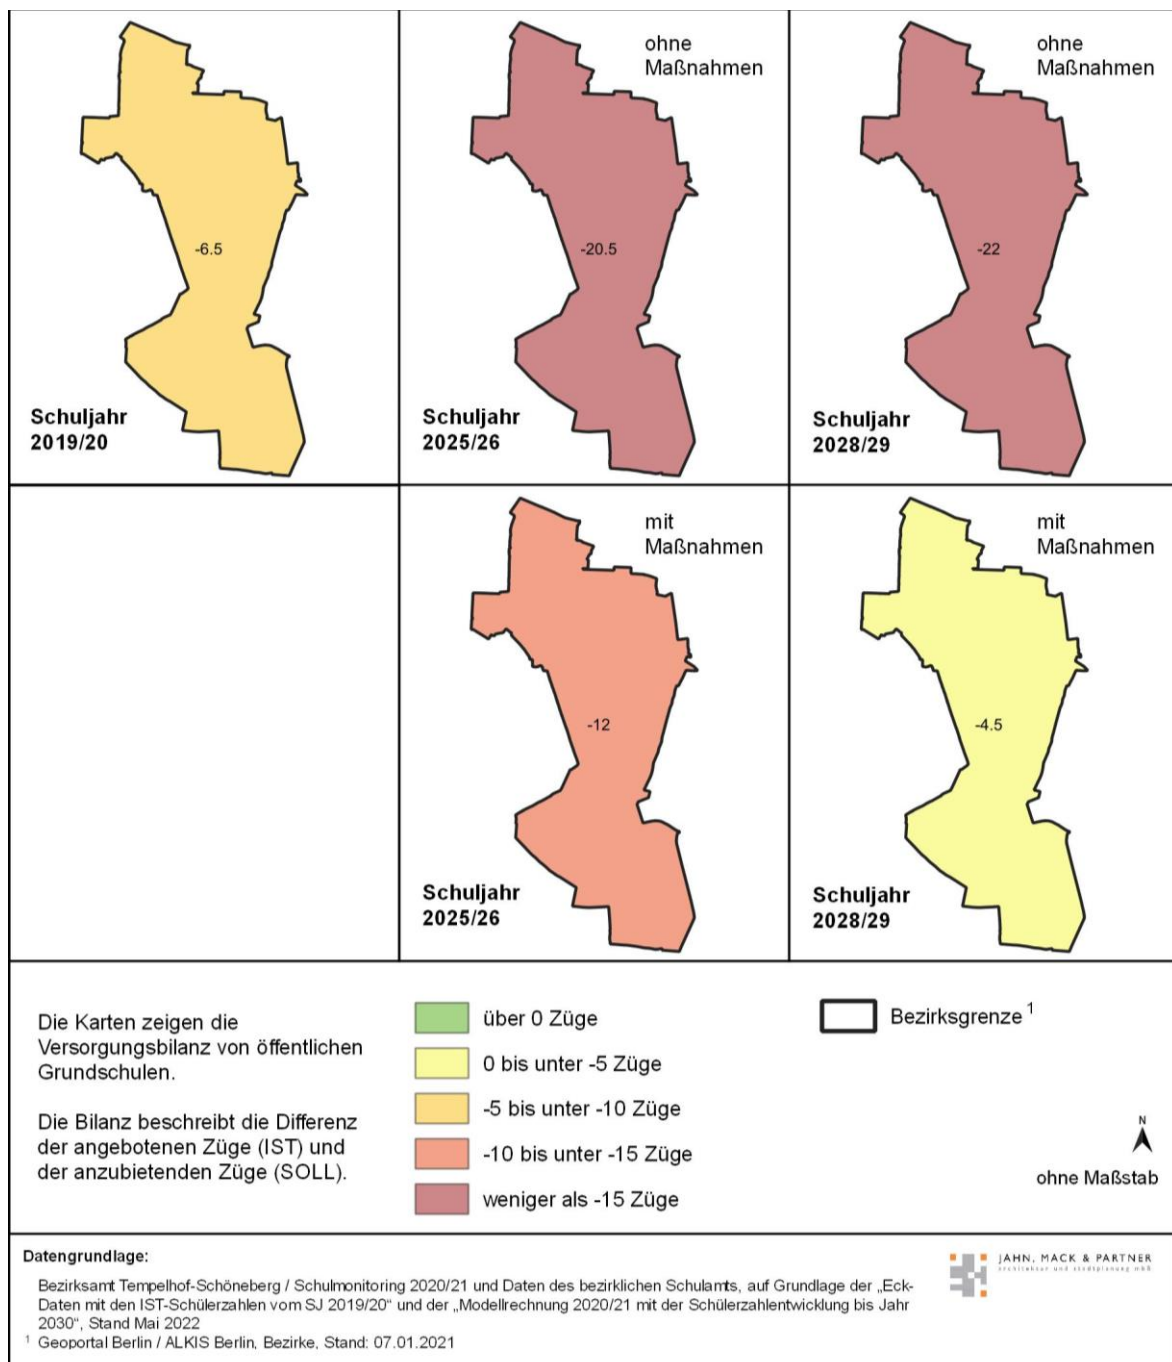 -6.5
Schuljahr
2019/20
ohne
Maßnahmen
-20.5
Schuljahr
2025/26
ohne
Maßnahmen
-22
Schuljahr
2028/29
mit
Maßnahmen
-12
Schuljahr
2025/26
mit
Maßnahmen
-4.5
Schuljahr
2028/29
Die Karten zeigen die
Versorgungsbilanz von öffentlichen
Grundschulen.
Die Bilanz beschreibt die Differenz
der angebotenen Züge (IST) und
der anzubietenden Züge (SOLL).
über 0 Züge
0 bis unter -5 Züge
-5 bis unter -10 Züge
-10 bis unter -15 Züge
weniger als -15 Züge
Bezirksgrenze ¹
N
ohne Maßstab
Datengrundlage:
Bezirksamt Tempelhof-Schöneberg / Schulmonitoring 2020/21 und Daten des bezirklichen Schulamts, auf Grundlage der „Eck-
Daten mit den IST-Schülerzahlen vom SJ 2019/20“ und der „Modellrechnung 2020/21 mit der Schülerzahlentwicklung bis Jahr
2030“, Stand Mai 2022
¹ Geoportal Berlin / ALKIS Berlin, Bezirke, Stand: 07.01.2021
JAHN, MACK & PARTNER
architektur und stadtplanung mbB